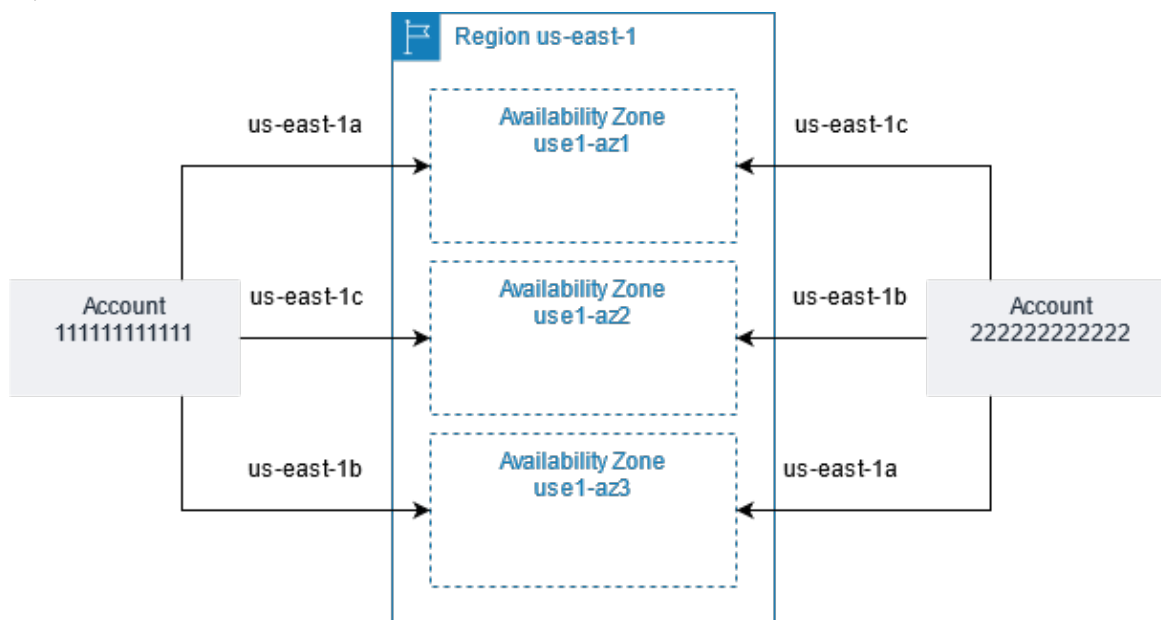 Region us-east-1
us-east-1a
Availability Zone
use1-az1
us-east-1c
Account
111111111111
us-east-1c
Availability Zone
use1-az2
us-east-1b
Account
222222222222
us-east-1b
Availability Zone
use1-az3
us-east-1a